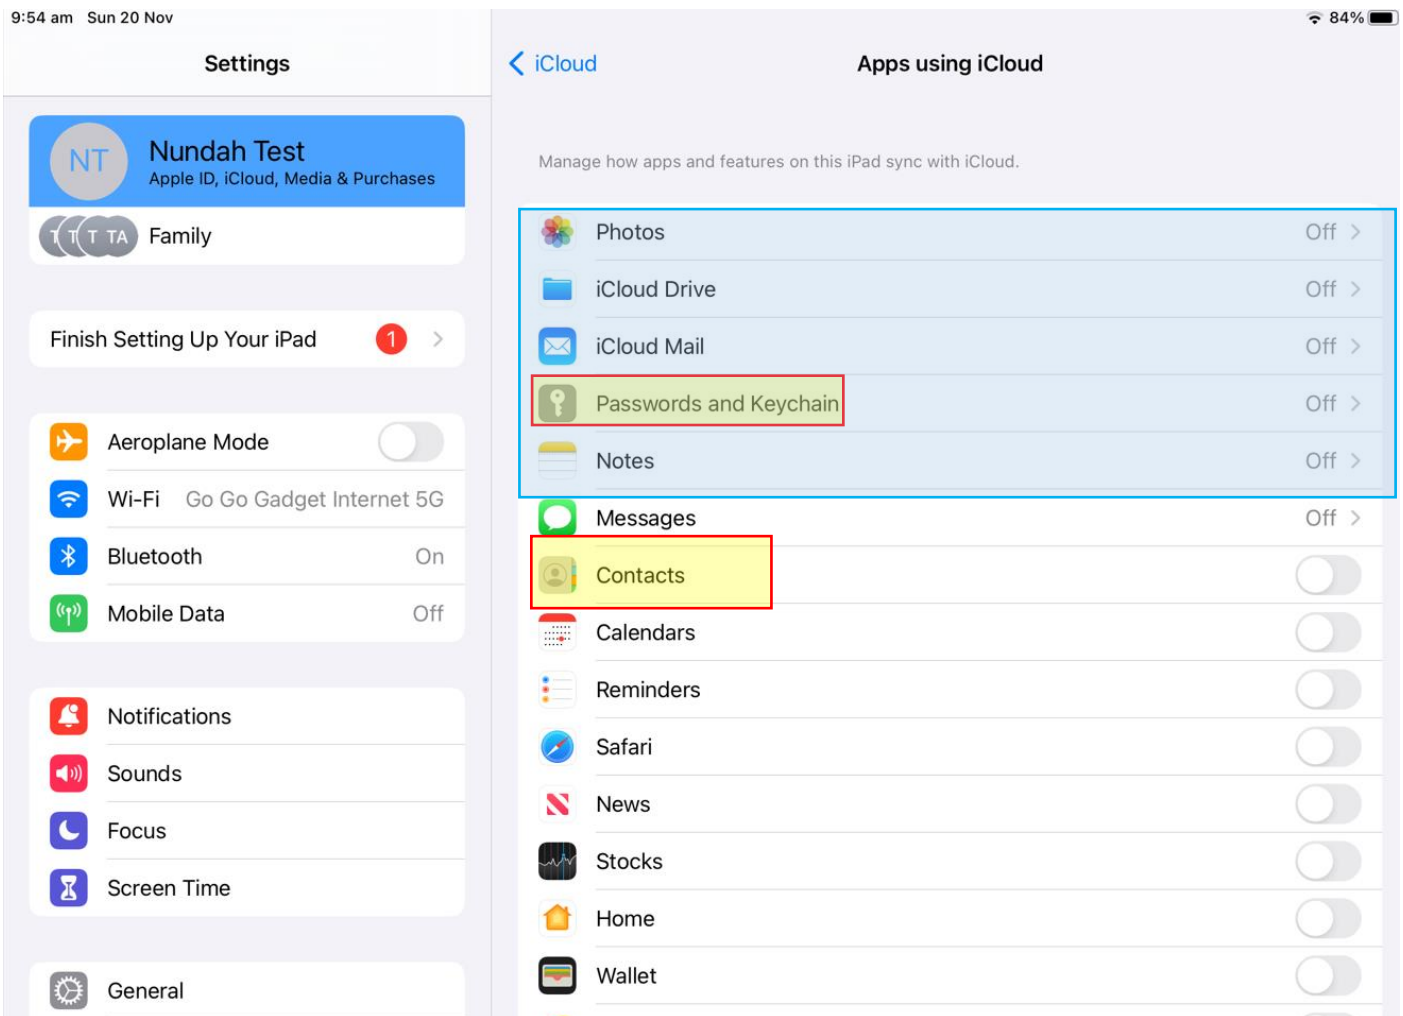 9:54 am Sun 20 Nov
84%
Settings
NT
Nundah Test
Apple ID, iCloud, Media & Purchases
T T T TA Family
Finish Setting Up Your iPad 1
Aeroplane Mode
Wi-Fi Go Go Gadget Internet 5G
Bluetooth On
Mobile Data Off
Notifications
Sounds
Focus
Screen Time
General
iCloud
Apps using iCloud
Manage how apps and features on this iPad sync with iCloud.
Photos Off
iCloud Drive Off
iCloud Mail Off
Passwords and Keychain Off
Notes Off
Messages Off
Contacts
Calendars
Reminders
Safari
News
Stocks
Home
Wallet